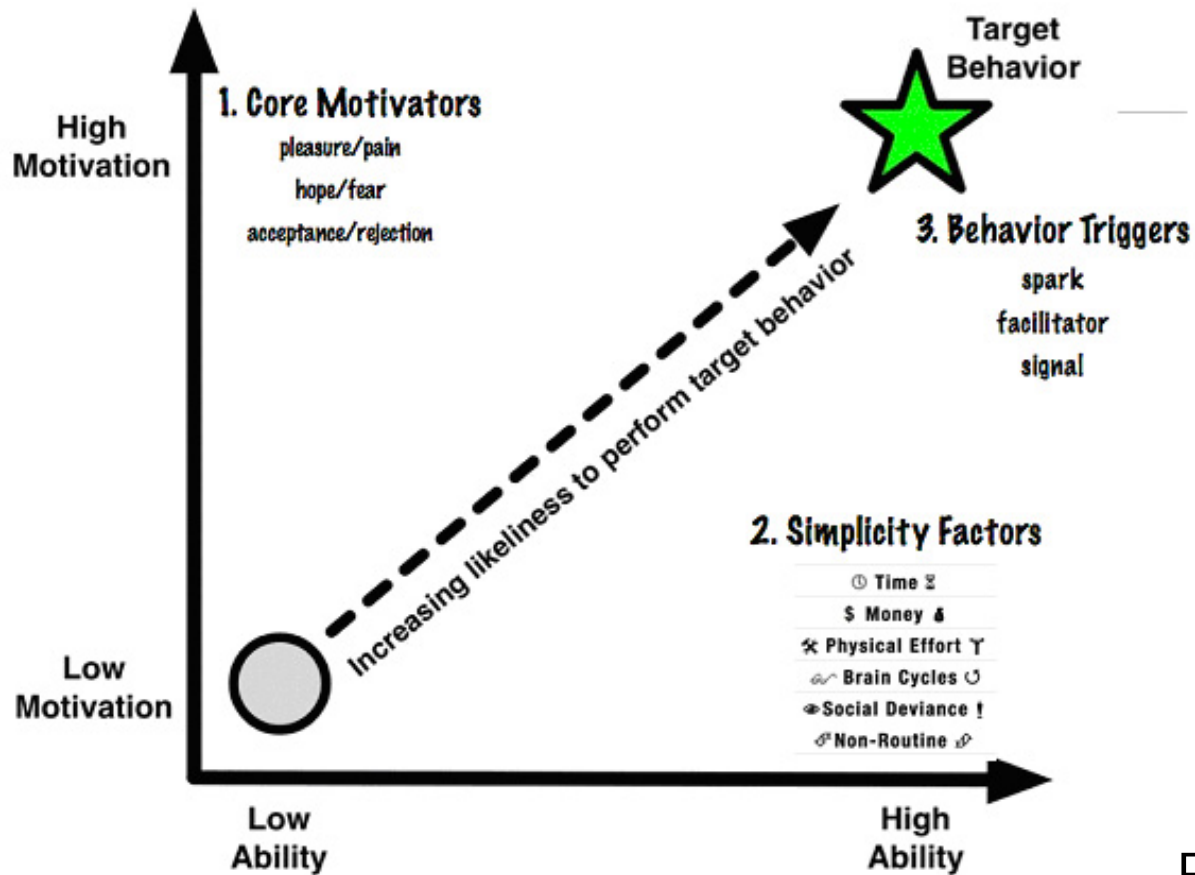 Target
Behavior
1. Core Motivators
pleasure/pain
hope/fear
acceptance/rejection
High
Motivation
3. Behavior Triggers
spark
facilitator
signal
Increasing likeliness to perform target behavior
2. Simplicity Factors
Time
$ Money
Physical Effort
Brain Cycles
Social Deviance !
Non-Routine
Low
Motivation
Low
Ability
High
Ability